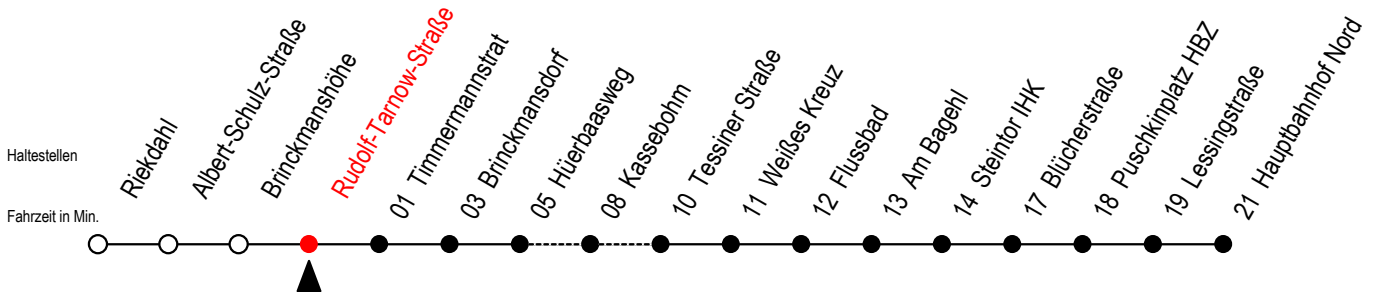 Haltestellen
Fahrzeit in Min.
Riekdahl
Albert-Schulz-Straße
Brinckmanshöhe
Rudolf-Tarnow-Straße
01 Timmermannstrat
03 Brinckmansdorf
05 Hüerbaasweg
08 Kassebohm
10 Tessiner Straße
11 Weißes Kreuz
12 Flussbad
13 Am Bagehl
14 Steintor IHK
17 Blücherstraße
18 Puschkinplatz HBZ
19 Lessingstraße
21 Hauptbahnhof Nord